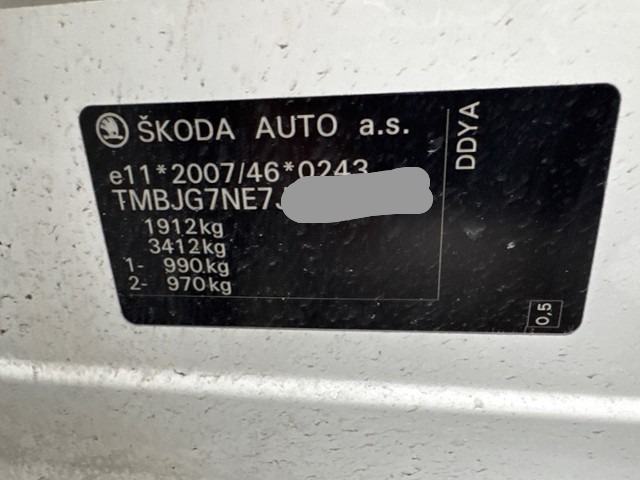 ŠKODA AUTO a.s.
e11*2007/46*0243
TMBJG7NE7J
1912kg
3412kg
1- 990kg
2- 970kg
DDYA
0,5